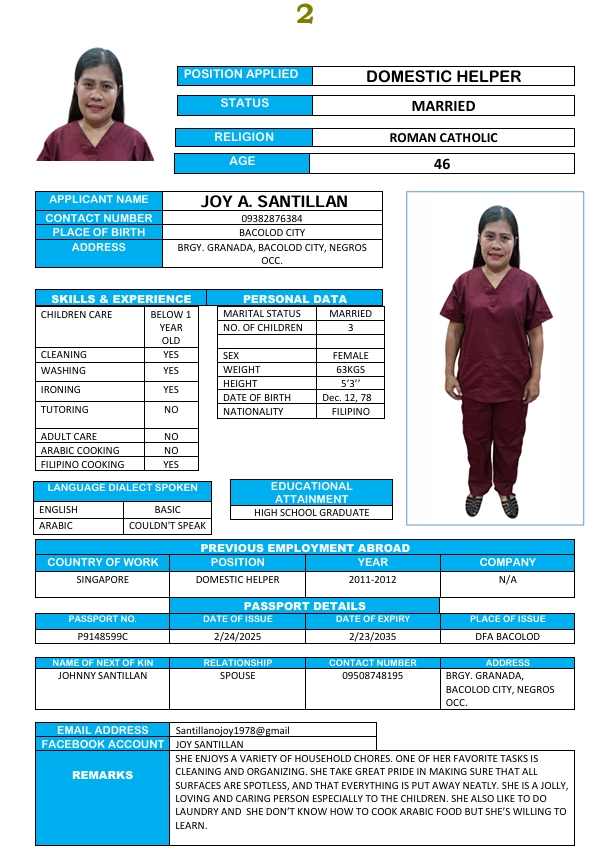 2
POSITION APPLIED DOMESTIC HELPER
STATUS MARRIED
RELIGION ROMAN CATHOLIC
AGE 46
APPLICANT NAME JOY A. SANTILLAN
CONTACT NUMBER 09382876384
PLACE OF BIRTH BACOLOD CITY
ADDRESS BRGY. GRANADA, BACOLOD CITY, NEGROS
OCC.
SKILLS & EXPERIENCE
CHILDREN CARE BELOW 1
YEAR
OLD
CLEANING YES
WASHING YES
IRONING YES
TUTORING NO
ADULT CARE NO
ARABIC COOKING NO
FILIPINO COOKING YES
PERSONAL DATA
MARITAL STATUS MARRIED
NO. OF CHILDREN 3
SEX FEMALE
WEIGHT 63KGS
HEIGHT 5’3’’
DATE OF BIRTH Dec. 12, 78
NATIONALITY FILIPINO
LANGUAGE DIALECT SPOKEN
ENGLISH BASIC
ARABIC COULDN'T SPEAK
EDUCATIONAL
ATTAINMENT
HIGH SCHOOL GRADUATE
PREVIOUS EMPLOYMENT ABROAD
COUNTRY OF WORK POSITION YEAR COMPANY
SINGAPORE DOMESTIC HELPER 2011-2012 N/A
PASSPORT DETAILS
PASSPORT NO. DATE OF ISSUE DATE OF EXPIRY PLACE OF ISSUE
P9148599C 2/24/2025 2/23/2035 DFA BACOLOD
NAME OF NEXT OF KIN RELATIONSHIP CONTACT NUMBER ADDRESS
JOHNNY SANTILLAN SPOUSE 09508748195 BRGY. GRANADA,
BACOLOD CITY, NEGROS
OCC.
EMAIL ADDRESS Santillanojoy1978@gmail
FACEBOOK ACCOUNT JOY SANTILLAN
REMARKS
SHE ENJOYS A VARIETY OF HOUSEHOLD CHORES. ONE OF HER FAVORITE TASKS IS
CLEANING AND ORGANIZING. SHE TAKE GREAT PRIDE IN MAKING SURE THAT ALL
SURFACES ARE SPOTLESS, AND THAT EVERYTHING IS PUT AWAY NEATLY. SHE IS A JOLLY,
LOVING AND CARING PERSON ESPECIALLY TO THE CHILDREN. SHE ALSO LIKE TO DO
LAUNDRY AND SHE DON’T KNOW HOW TO COOK ARABIC FOOD BUT SHE’S WILLING TO
LEARN.